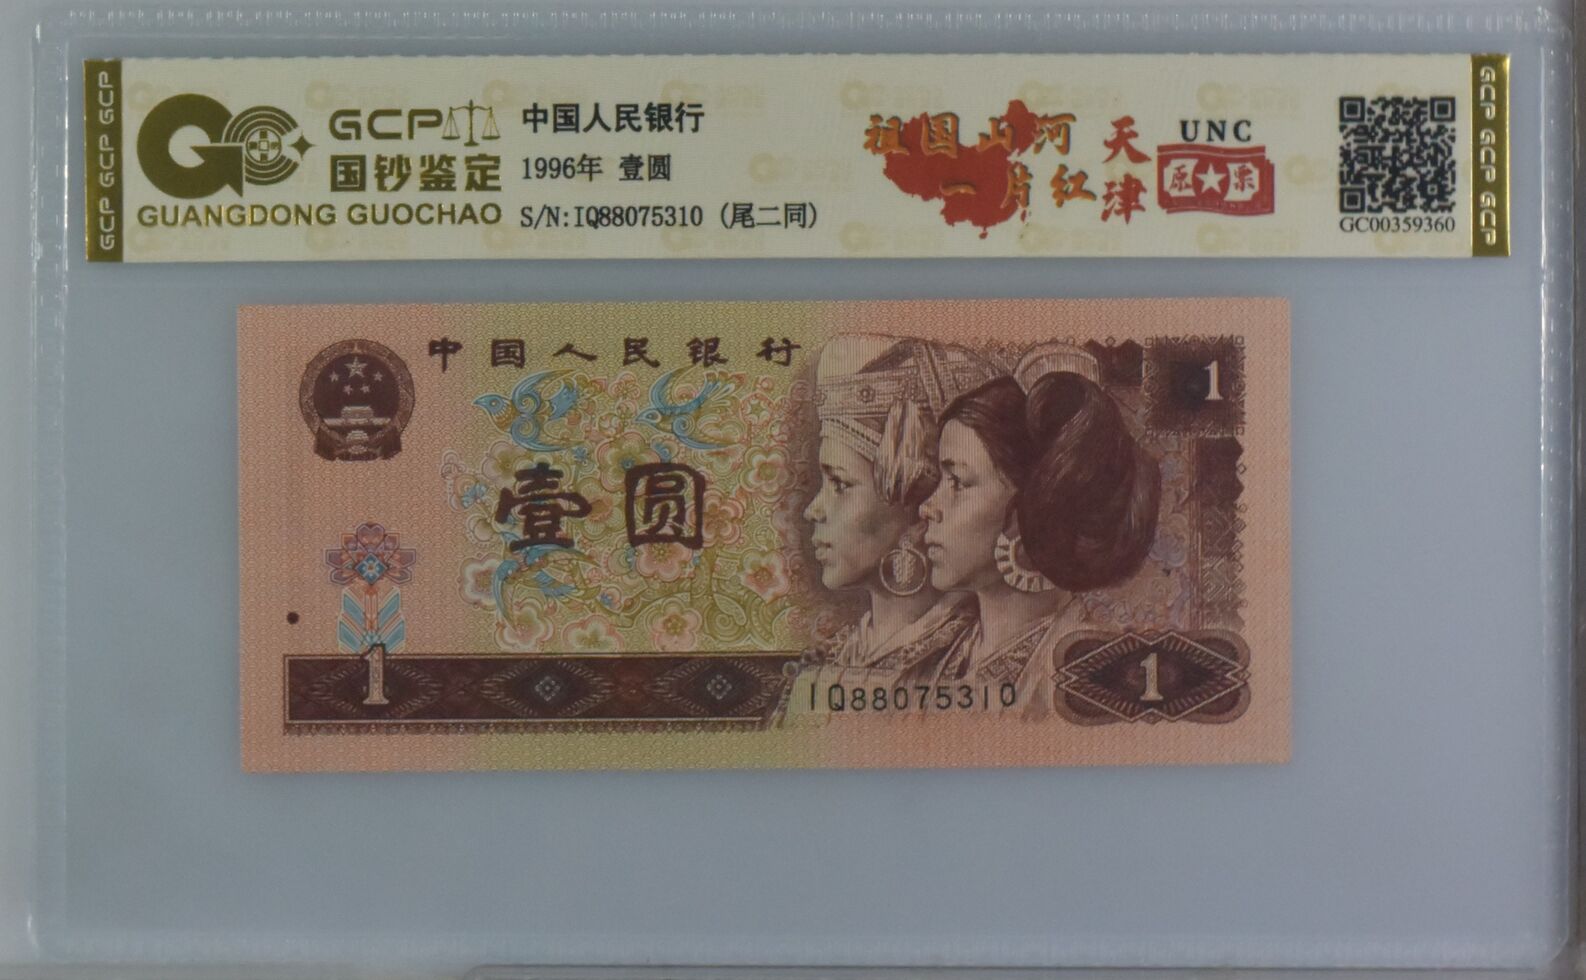 GCP GCP GCP
GCP
国钞鉴定
GUANGDONG GUOCHAO
中国人民银行
1996年 壹圆
S/N:IQ88075310 (尾二同)
祖国山河
一片红
天津
UNC
原★票
GC00359360
GCP GCP GCP
中国人民银行
1
壹圆
1
IQ88075310
1